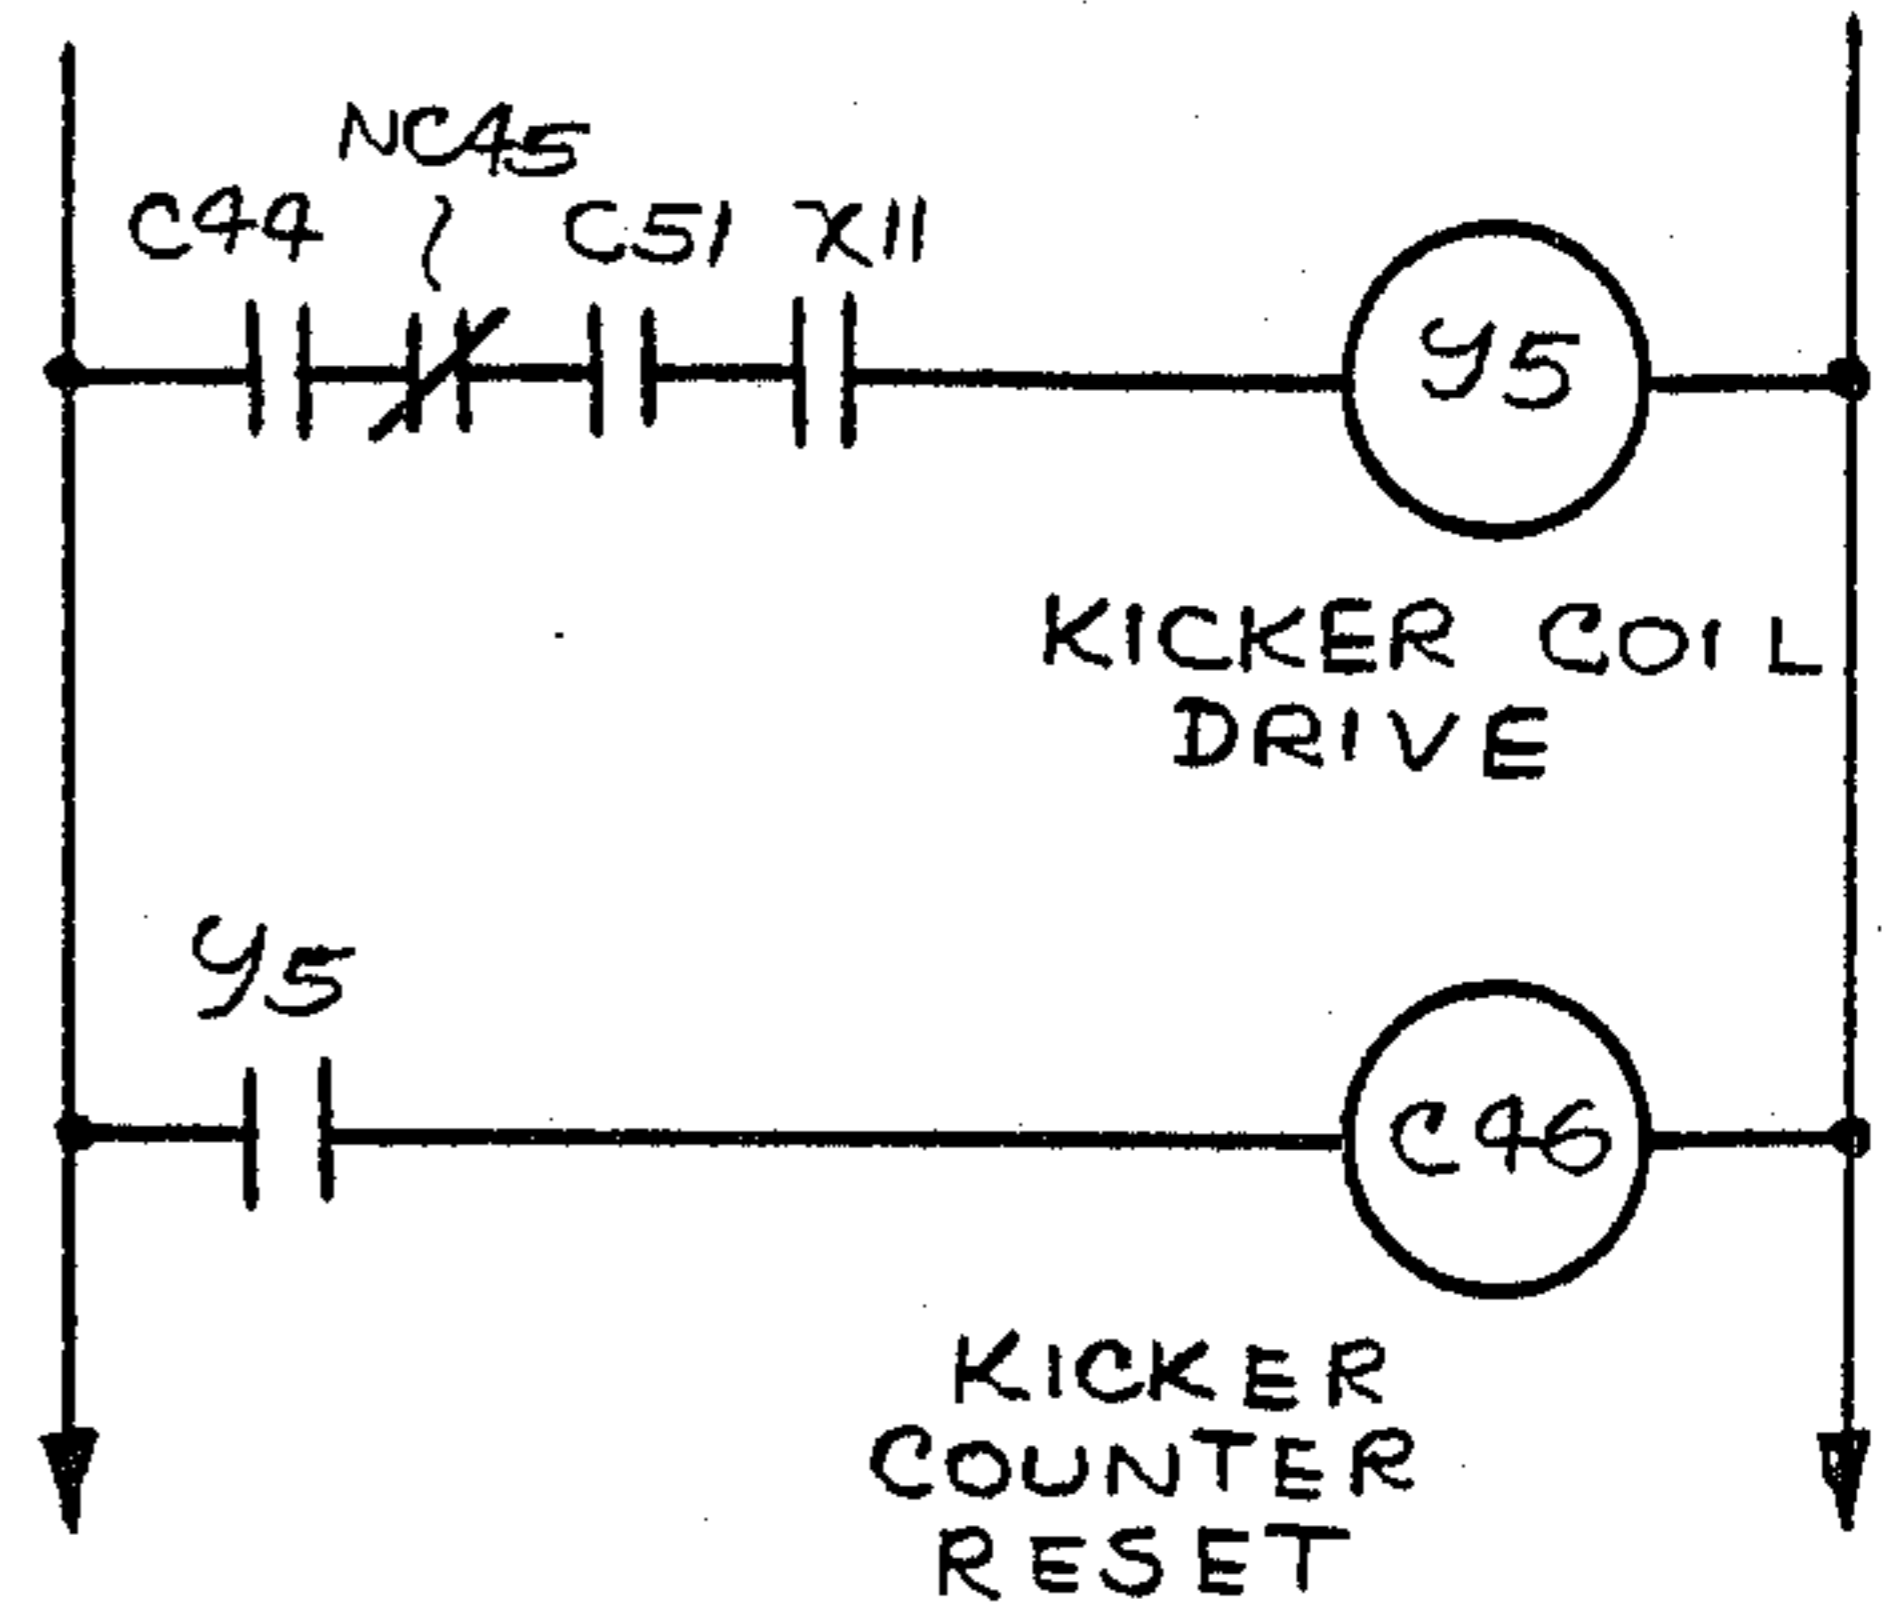 NC45
C44 C51 X11
Y5
KICKER COIL
DRIVE
Y5
C46
KICKER
COUNTER
RESET